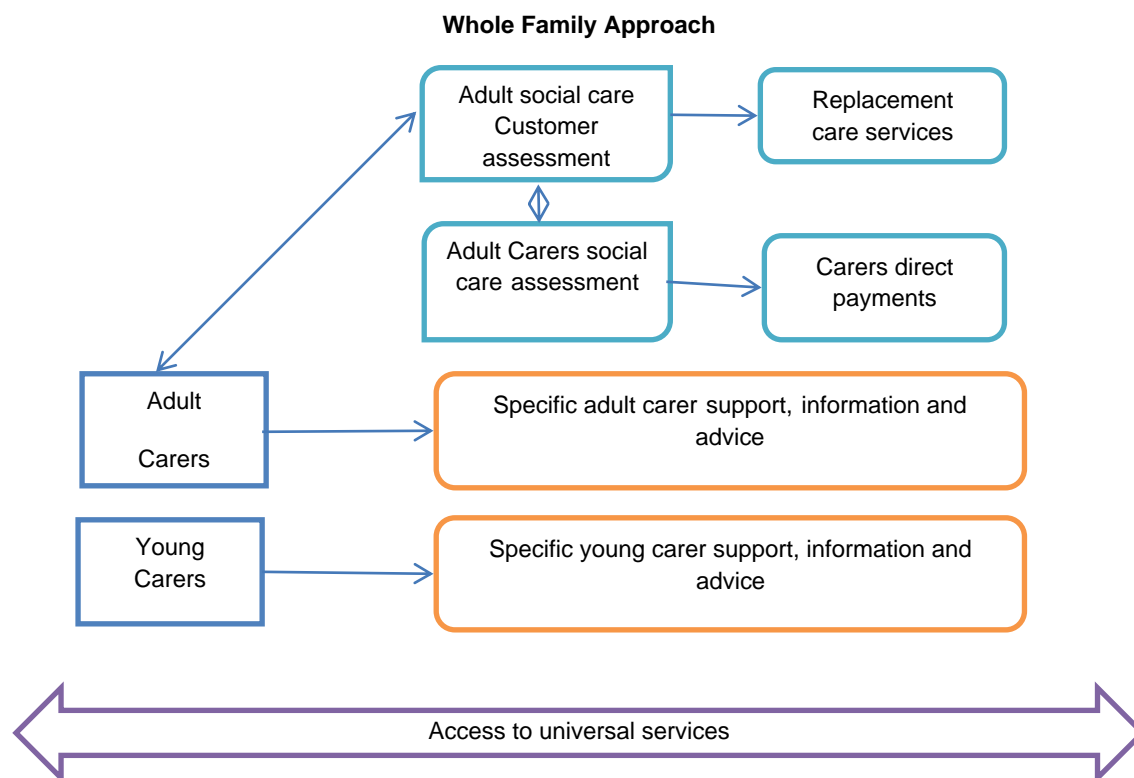 Whole Family Approach
Adult social care
Customer
assessment
Replacement
care services
Adult Carers social
care assessment
Carers direct
payments
Adult
Carers
Specific adult carer support, information and
advice
Young
Carers
Specific young carer support, information and
advice
Access to universal services